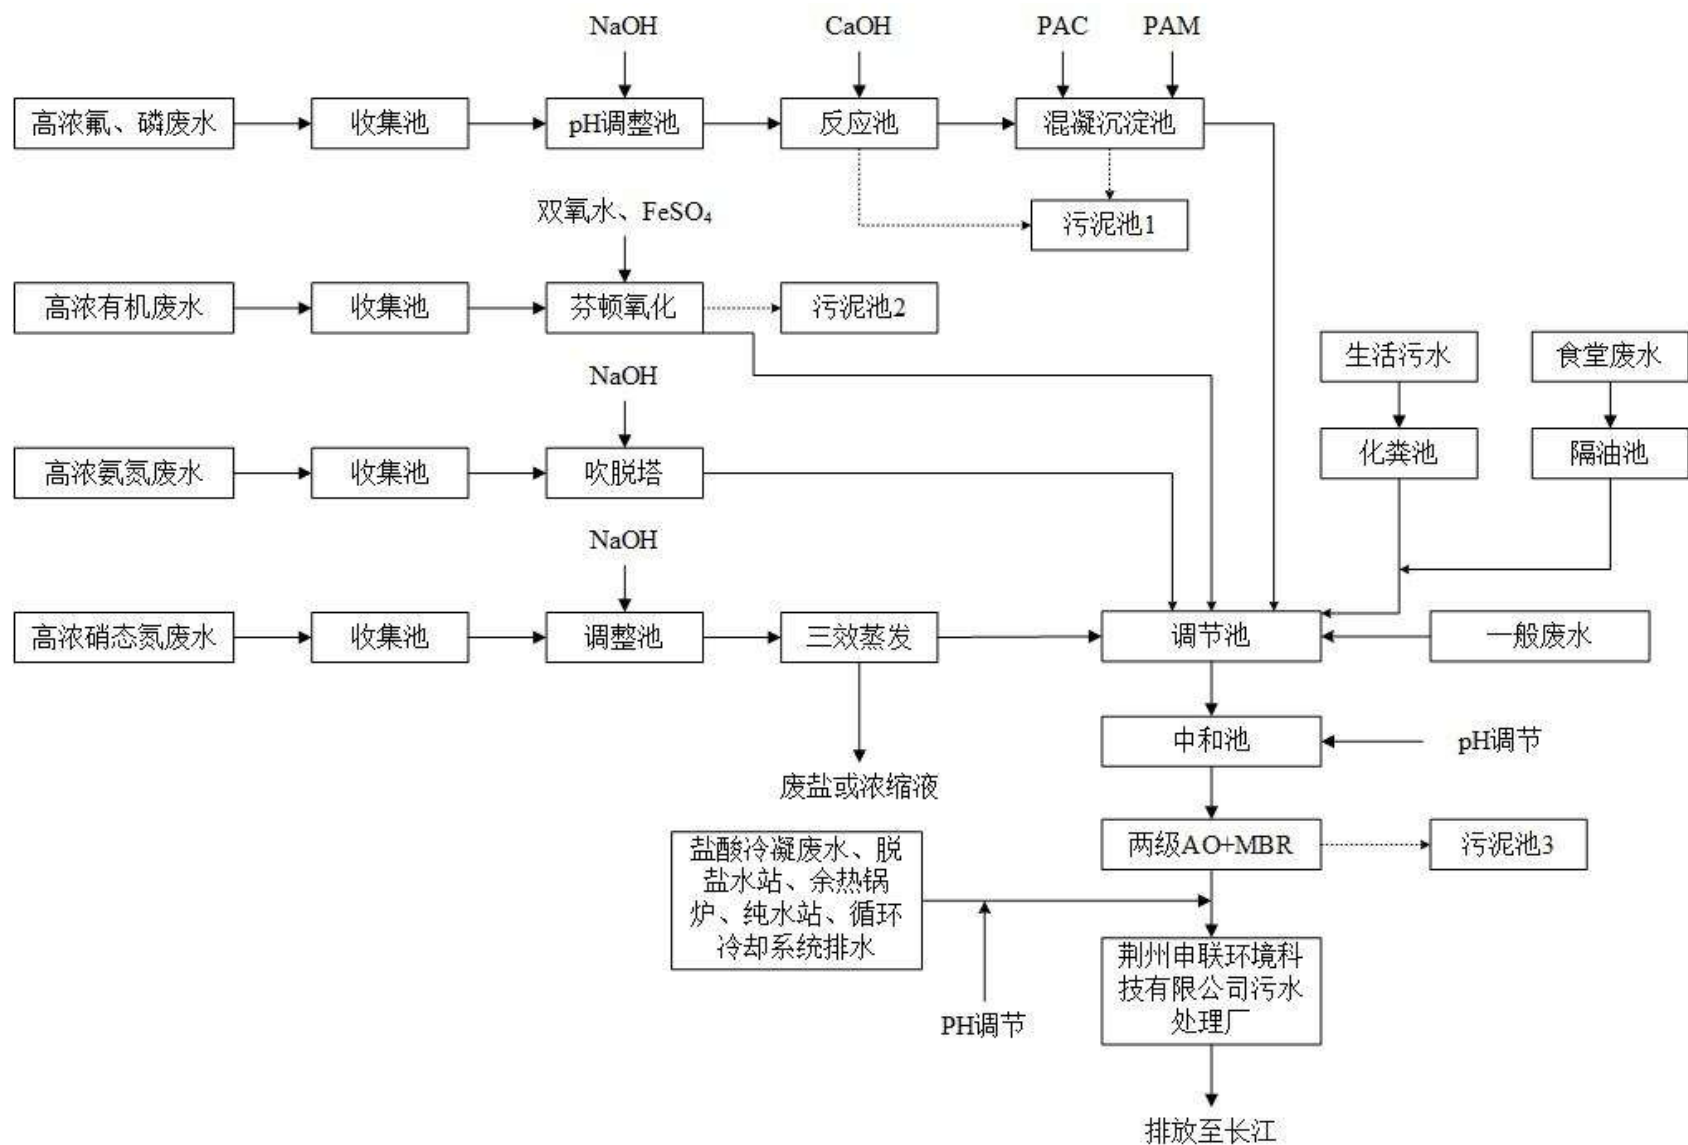 NaOH
CaOH
PAC
PAM
高浓氟、磷废水
收集池
pH调整池
反应池
混凝沉淀池
污泥池1
双氧水、FeSO₄
高浓有机废水
收集池
芬顿氧化
污泥池2
生活污水
食堂废水
NaOH
化粪池
隔油池
高浓氨氮废水
收集池
吹脱塔
NaOH
高浓硝态氮废水
收集池
调整池
三效蒸发
调节池
一般废水
中和池
pH调节
废盐或浓缩液
两级AO+MBR
污泥池3
盐酸冷凝废水、脱
盐水站、余热锅
炉、纯水站、循环
冷却系统排水
荆州申联环境科
技有限公司污水
处理厂
PH调节
排放至长江